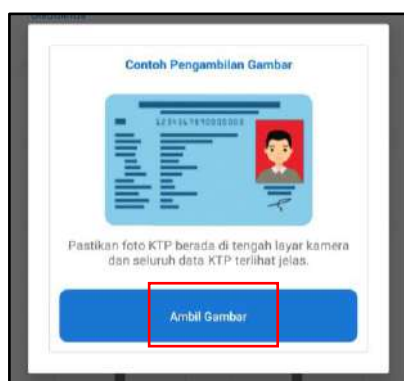 Contoh Pengambilan Gambar
Pastikan foto KTP berada di tengah layar kamera
dan seluruh data KTP terlihat jelas.
Ambil Gambar